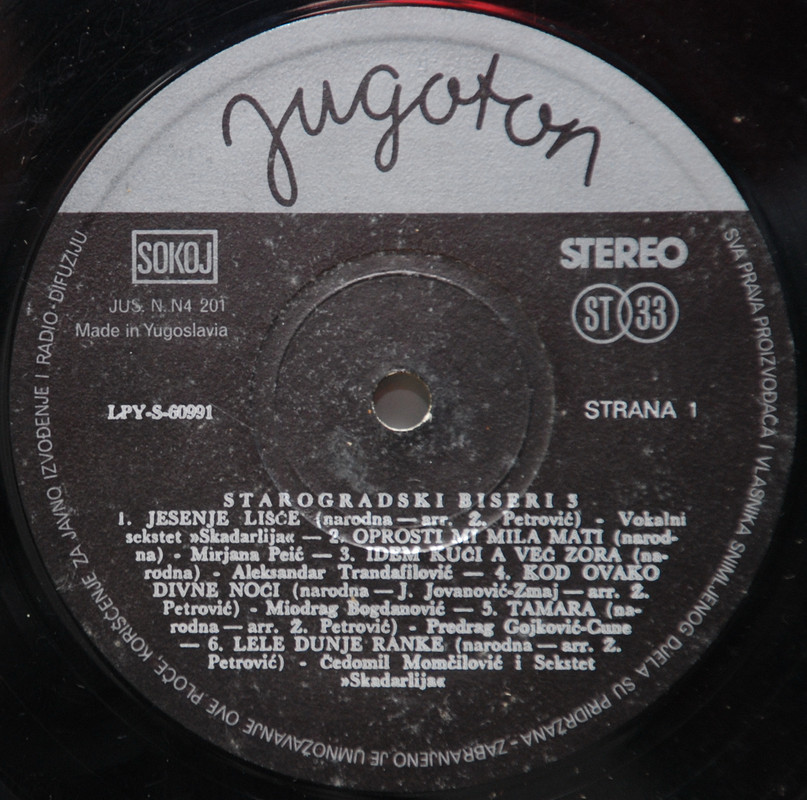 jugoton
SOKOJ
JUS. N. N4 201
Made in Yugoslavia
STEREO
ST 33
LPY-S-60991
STRANA 1
STAROGRADSKI BISERI 3
1. JESENJE LIŠĆE (narodna — arr. Ž. Petrović) - Vokalni
sekstet »Skadarlija« — 2. OPROSTI MI MILA MATI (narod-
na) - Mirjana Peić — 3. IDEM KUĆI A VEĆ ZORA (na-
rodna) - Aleksandar Trandafilović — 4. KOD OVAKO
DIVNE NOĆI (narodna — J. Jovanović-Zmaj — arr. Ž.
Petrović) - Miodrag Bogdanović — 5. TAMARA (na-
rodna — arr. Ž. Petrović) - Predrag Gojković-Cune
— 6. LELE DUNJE RANKE (narodna — arr. Ž.
Petrović) - Čedomil Momčilović i Sekstet
»Skadarlija«
SVA PRAVA PROIZVOĐAČA I VLASNIKA SNIMLJENOG DJELA SU PRIDRŽANA - ZABRANJENO JE UMNOŽAVANJE OVE PLOČE, KORIŠĆENJE ZA JAVNO IZVOĐENJE I RADIO-DIFUZIJU